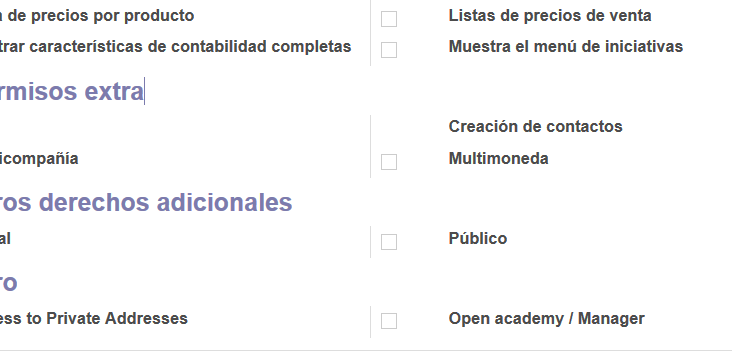 de precios por producto Listas de precios de venta
trar características de contabilidad completas Muestra el menú de iniciativas
rmisos extra
Creación de contactos
icompañía Multimoneda
ros derechos adicionales
al Público
ro
ess to Private Addresses Open academy / Manager